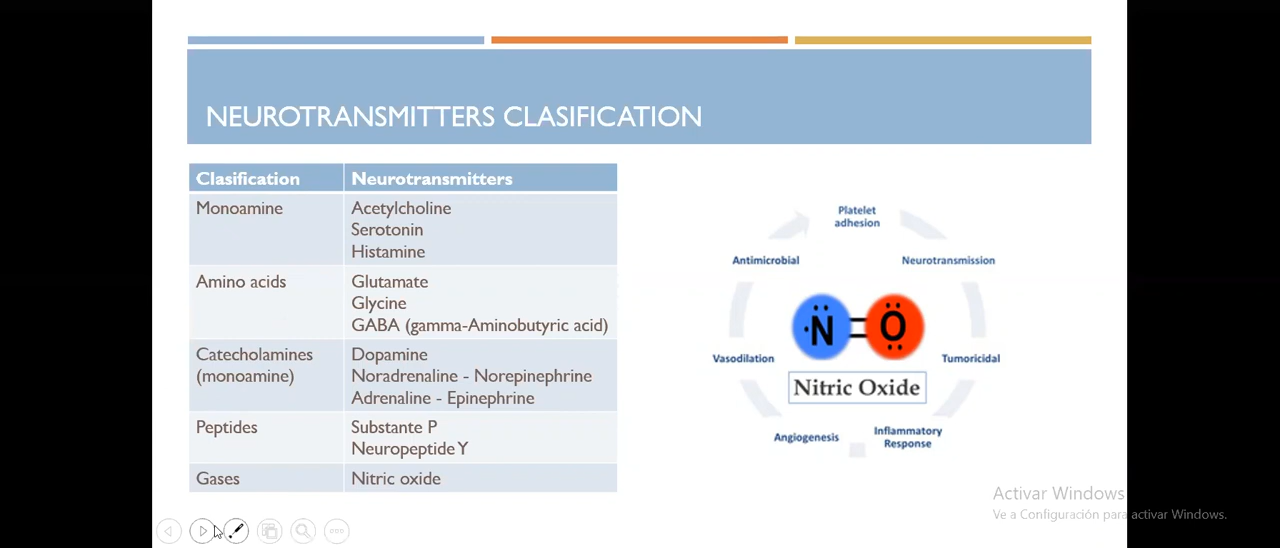 NEUROTRANSMITTERS CLASIFICATION
Clasification Neurotransmitters
Monoamine Acetylcholine
Serotonin
Histamine
Amino acids Glutamate
Glycine
GABA (gamma-Aminobutyric acid)
Catecholamines Dopamine
(monoamine) Noradrenaline - Norepinephrine
Adrenaline - Epinephrine
Peptides Substante P
Neuropeptide Y
Gases Nitric oxide
Platelet
adhesion
Antimicrobial Neurotransmission
N O
Vasodilation Tumoricidal
Nitric Oxide
Angiogenesis Inflammatory
Response
Activar Windows
Ve a Configuración para activar Windows.